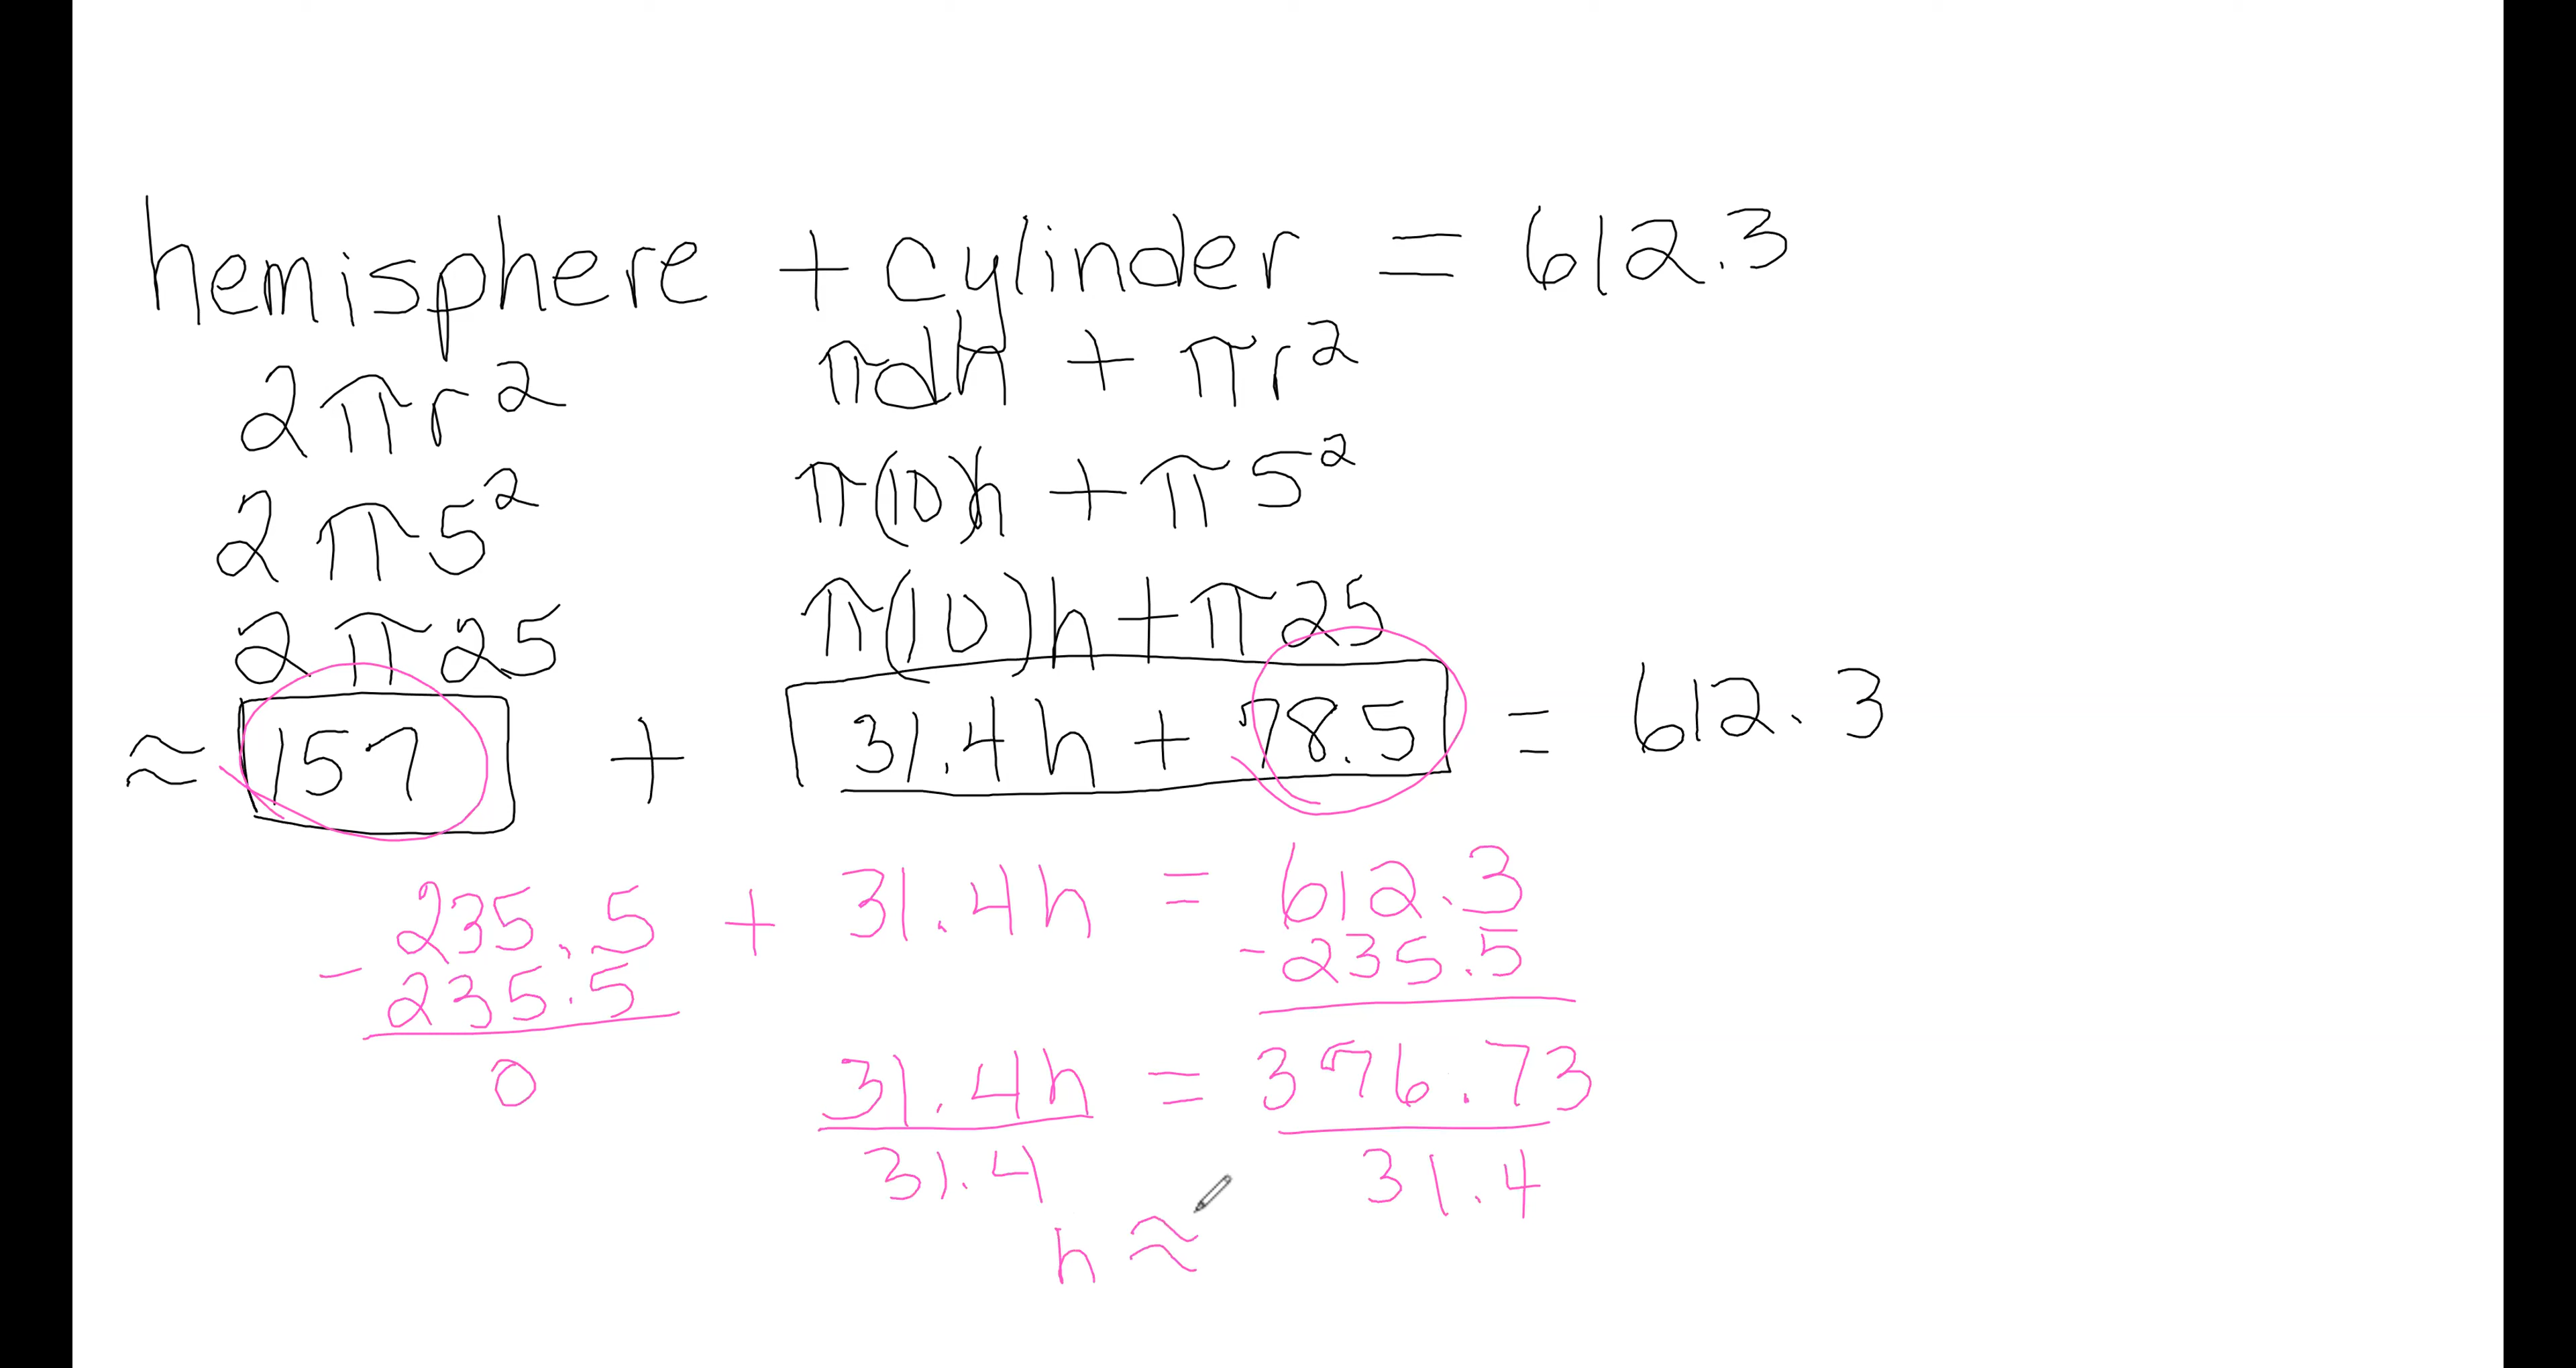 hemisphere + cylinder = 612.3
2πr² πdh + πr²
2π5² π(10)h + π5²
2π25 π(10)h + π25
≈ 157 + 31.4h + 78.5 = 612.3
235.5 + 31.4h = 612.3
- 235.5 - 235.5
0 31.4h = 376.73
31.4 31.4
h ≈